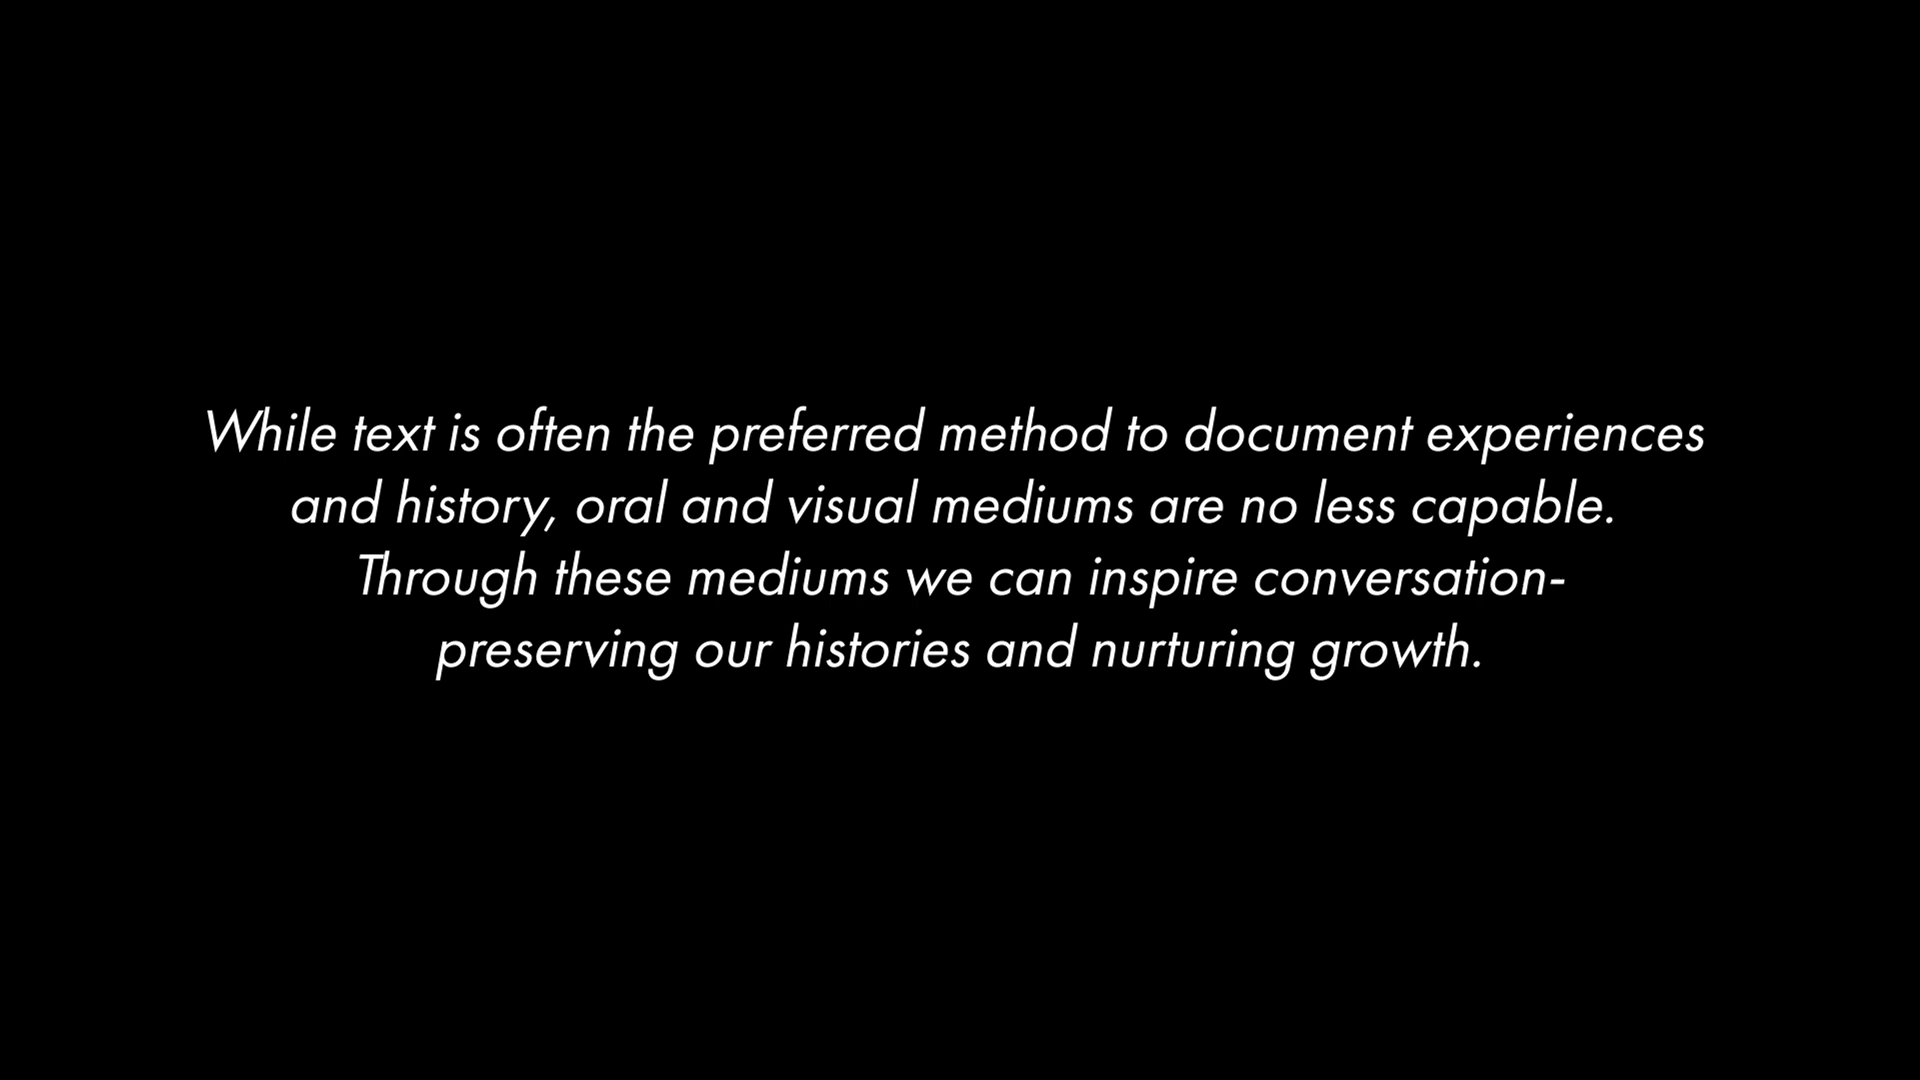 While text is often the preferred method to document experiences
and history, oral and visual mediums are no less capable.
Through these mediums we can inspire conversation-
preserving our histories and nurturing growth.